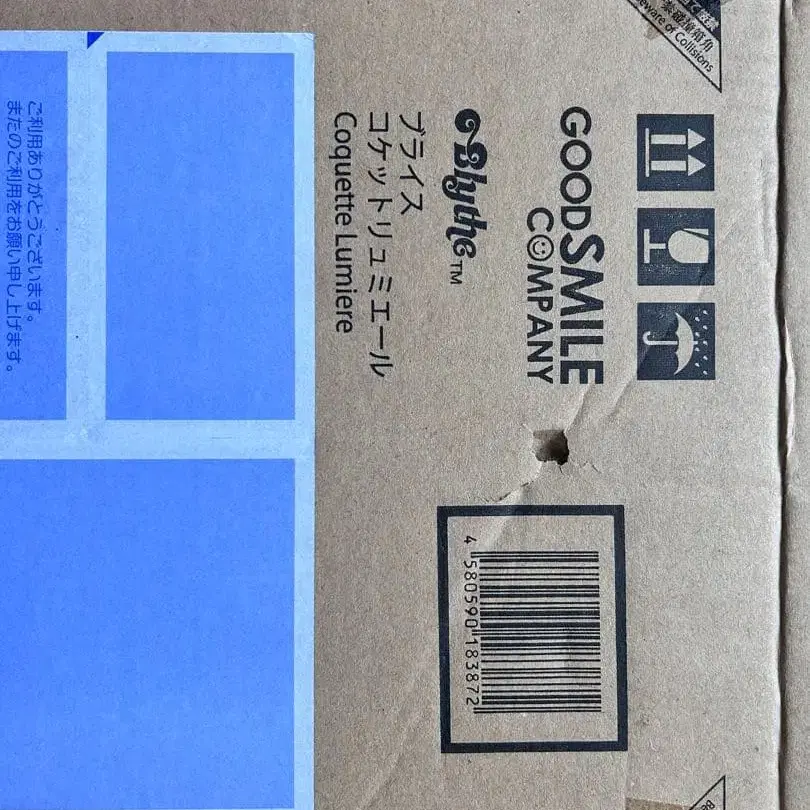 GOODSMILE
COMPANY
Blythe™
ブライス
コケットリュミエール
Coquette Lumiere
4 580590 183872
ご利用ありがとうございます。
またのご利用をお願い申し上げます。
Beware of Collisions